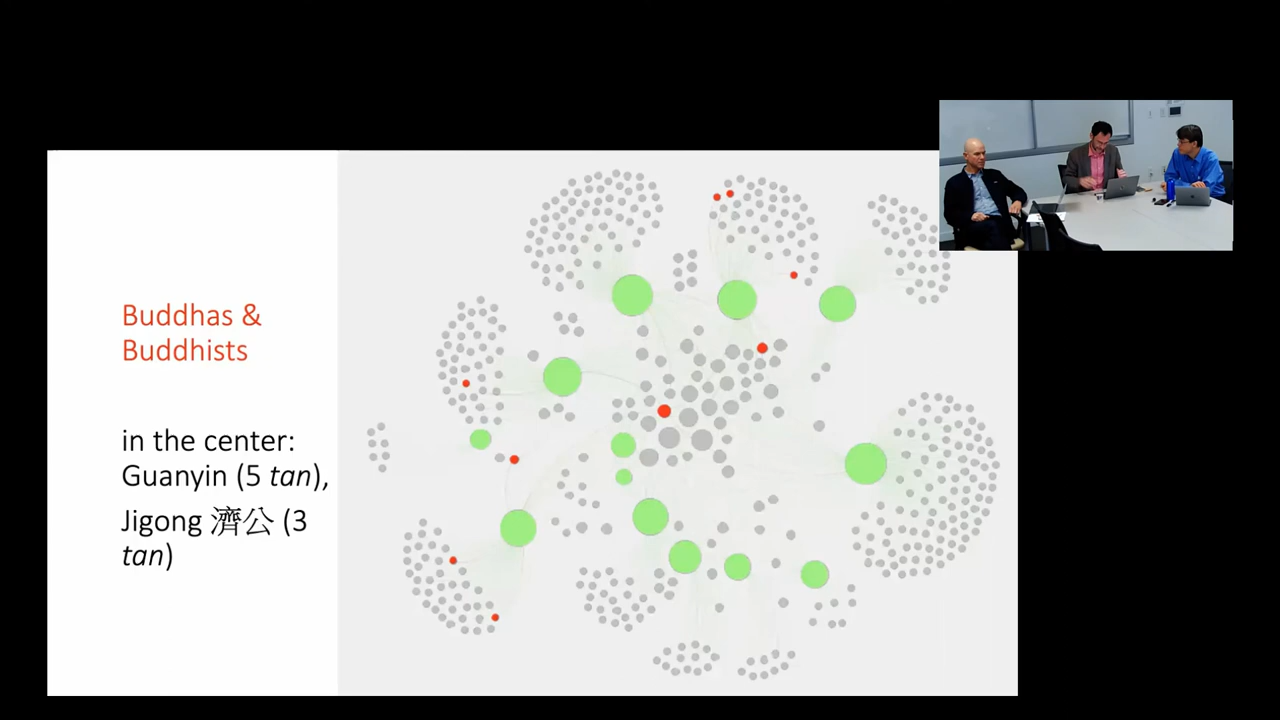 Buddhas &
Buddhists
in the center:
Guanyin (5 tan),
Jigong 濟公 (3
tan)